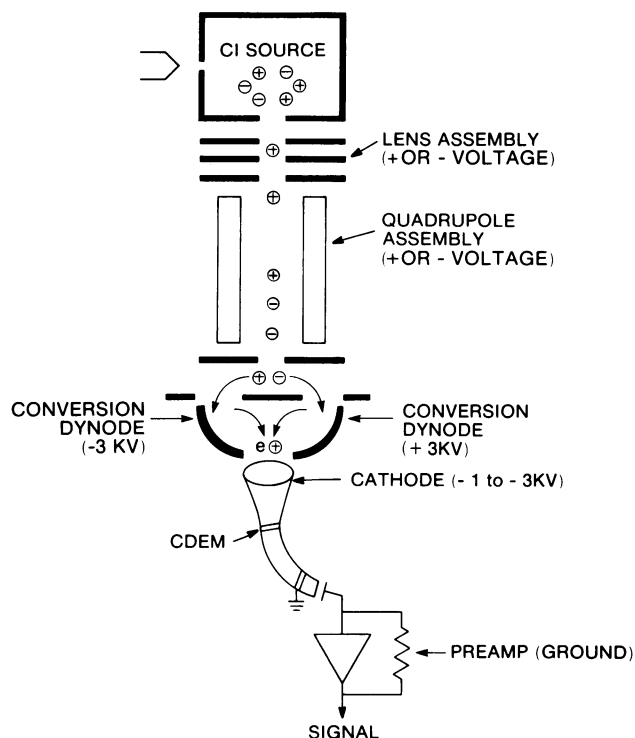 CI SOURCE
⊕ ⊖
⊖ ⊕
⊖ ⊕
⊕
LENS ASSEMBLY
(+OR - VOLTAGE)
⊕
QUADRUPOLE
ASSEMBLY
(+OR - VOLTAGE)
⊕
⊖
⊖
⊕ ⊖
CONVERSION
DYNODE
(-3 KV)
CONVERSION
DYNODE
(+ 3KV)
e ⊕
CATHODE (- 1 to - 3KV)
CDEM
PREAMP (GROUND)
SIGNAL